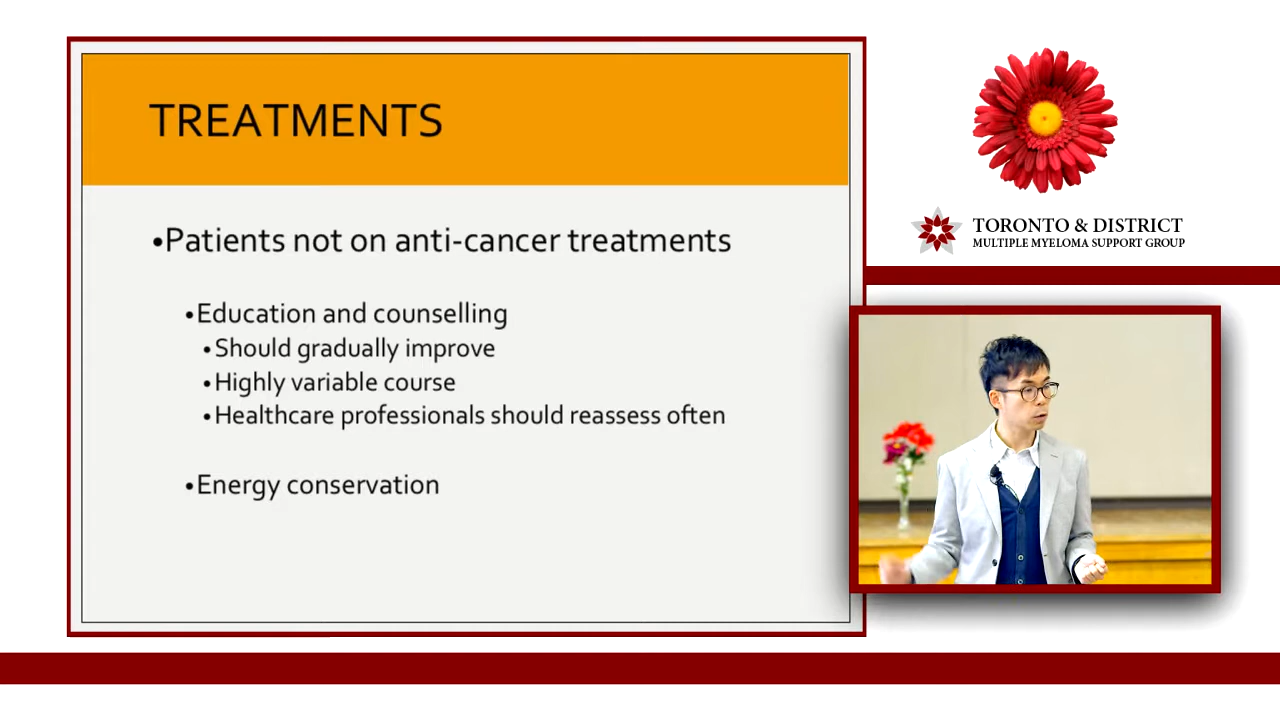 TREATMENTS
•Patients not on anti-cancer treatments
•Education and counselling
•Should gradually improve
•Highly variable course
•Healthcare professionals should reassess often
•Energy conservation
TORONTO & DISTRICT
MULTIPLE MYELOMA SUPPORT GROUP